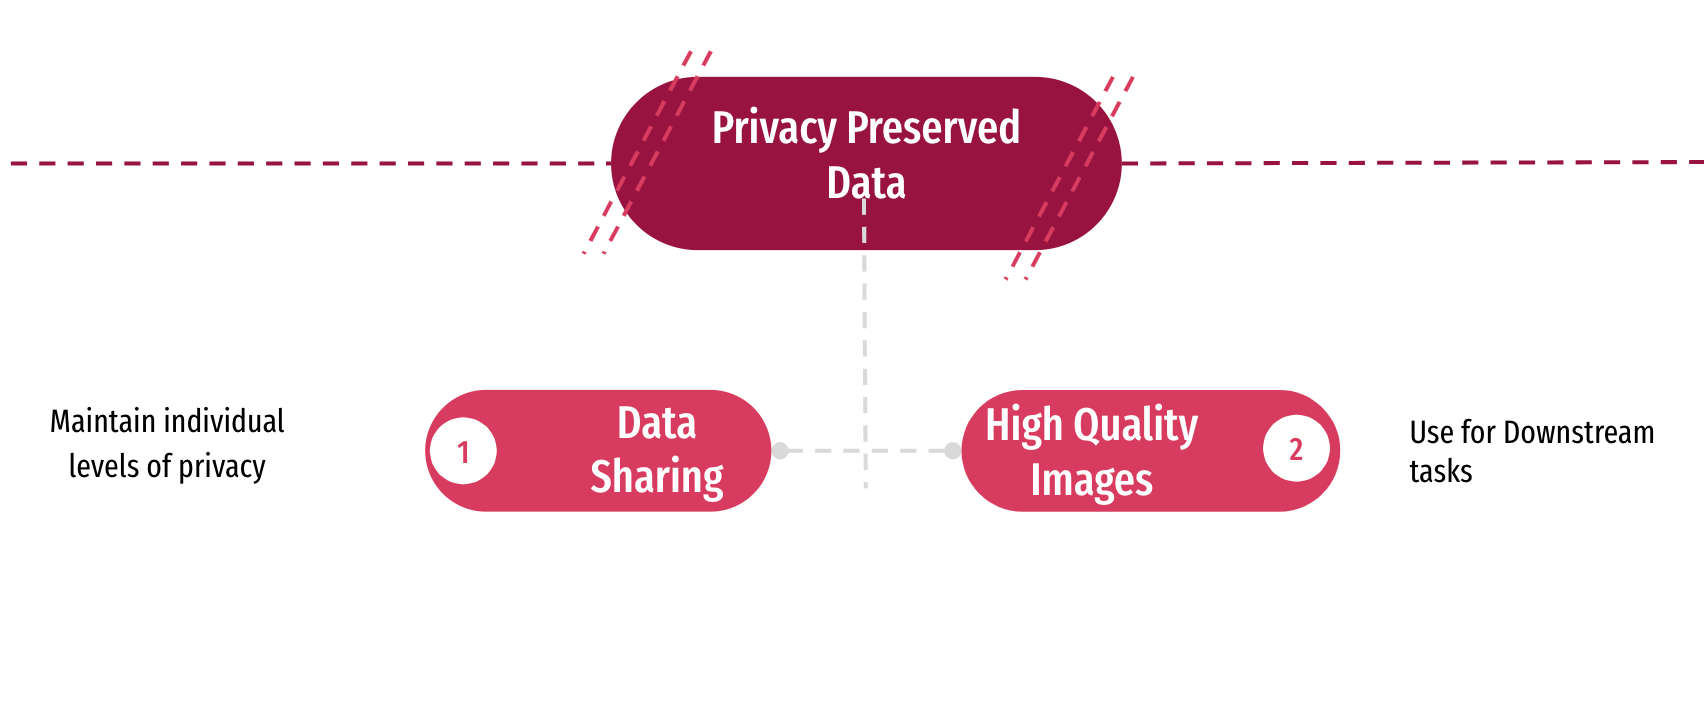 Privacy Preserved
Data
Maintain individual
levels of privacy
1
Data
Sharing
High Quality
Images
2
Use for Downstream
tasks